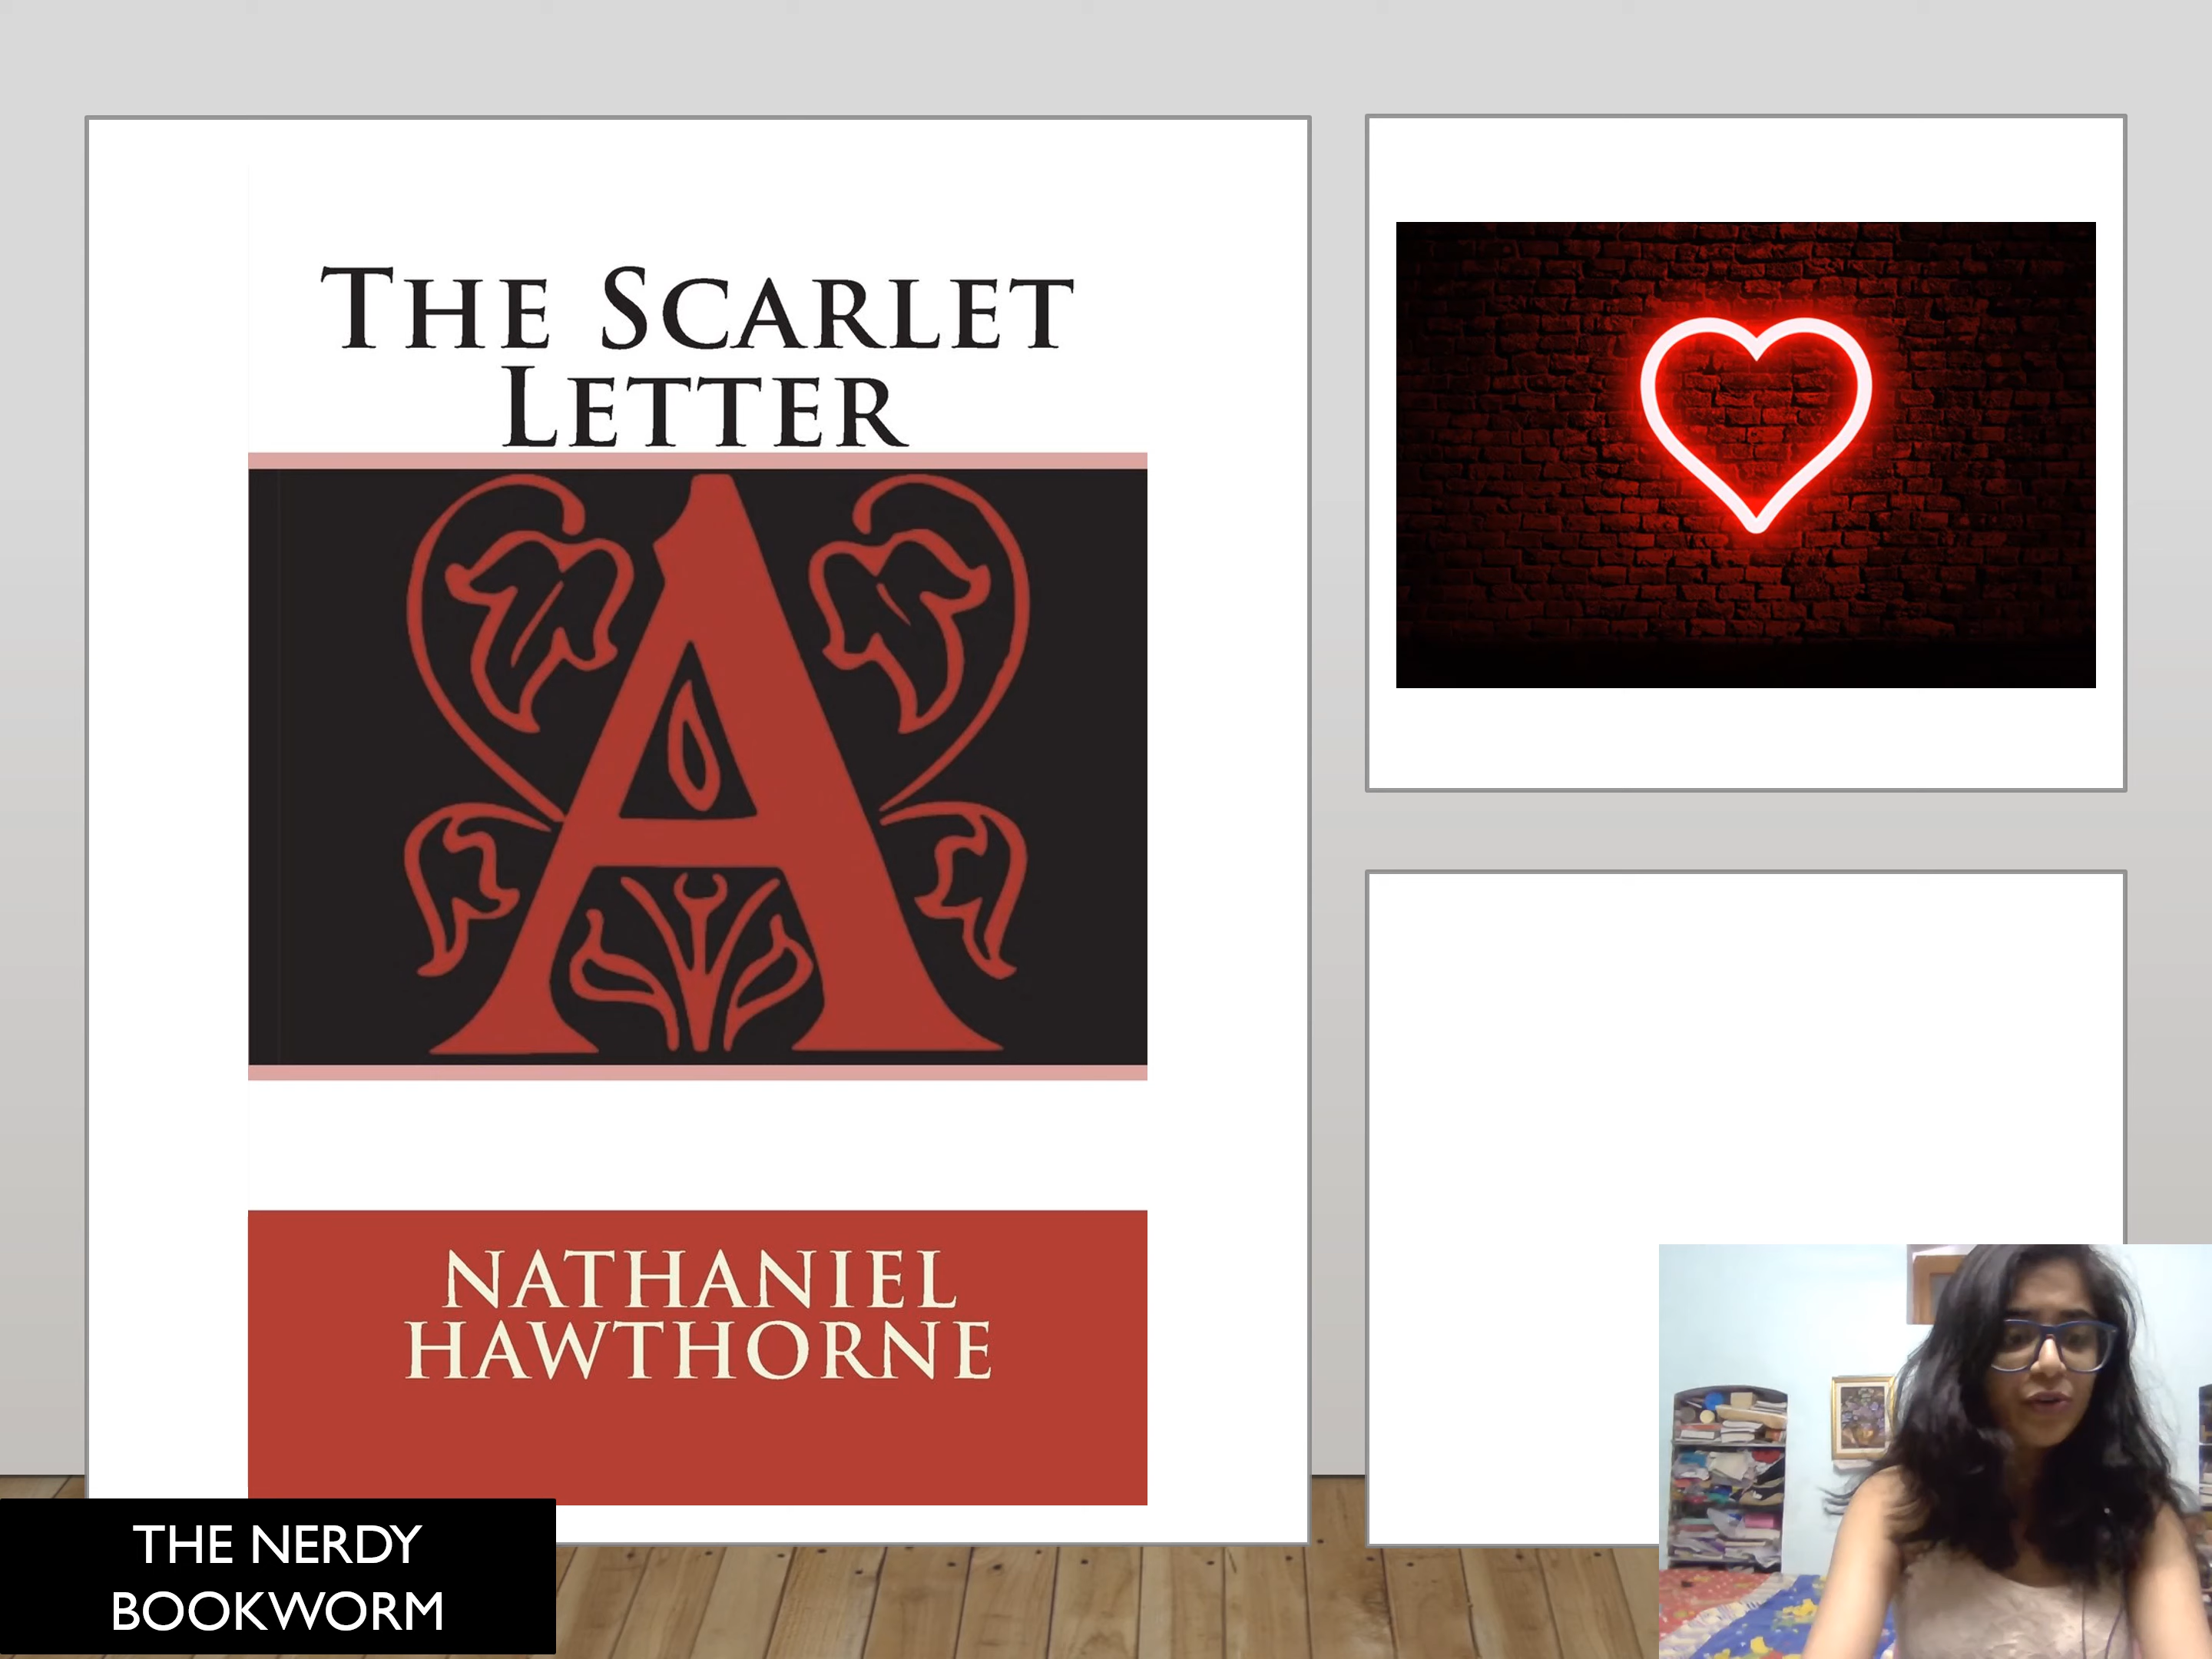 THE SCARLET
LETTER
A
NATHANIEL
HAWTHORNE
THE NERDY
BOOKWORM